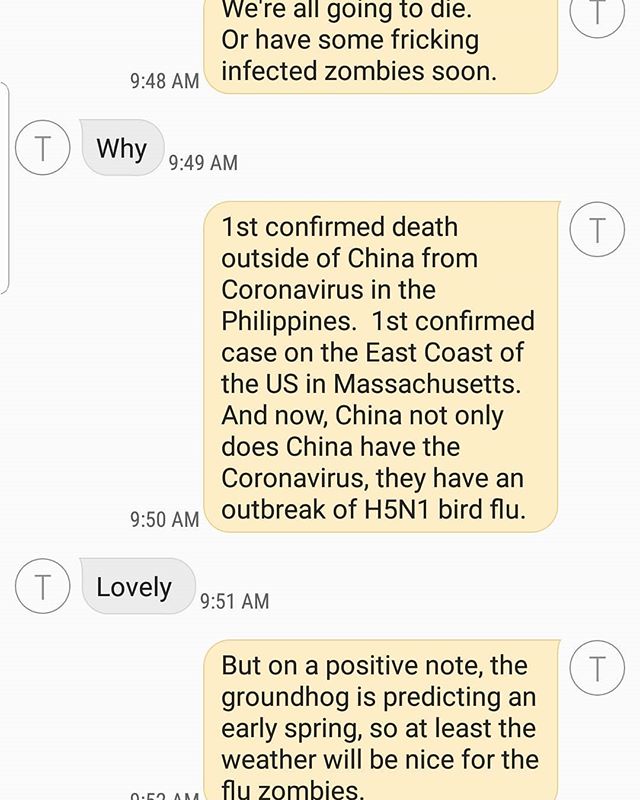 We're all going to die.
Or have some fricking
infected zombies soon.
9:48 AM
T
T
Why
9:49 AM
1st confirmed death
outside of China from
Coronavirus in the
Philippines.  1st confirmed
case on the East Coast of
the US in Massachusetts.
And now, China not only
does China have the
Coronavirus, they have an
outbreak of H5N1 bird flu.
9:50 AM
T
T
Lovely
9:51 AM
But on a positive note, the
groundhog is predicting an
early spring, so at least the
weather will be nice for the
flu zombies.
9:52 AM
T